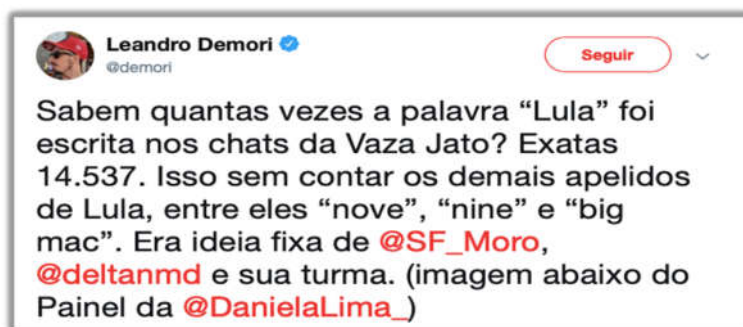 Leandro Demori
@demori
Seguir
Sabem quantas vezes a palavra “Lula” foi
escrita nos chats da Vaza Jato? Exatas
14.537. Isso sem contar os demais apelidos
de Lula, entre eles “nove”, “nine” e “big
mac”. Era ideia fixa de @SF_Moro,
@deltanmd e sua turma. (imagem abaixo do
Painel da @DanielaLima_)